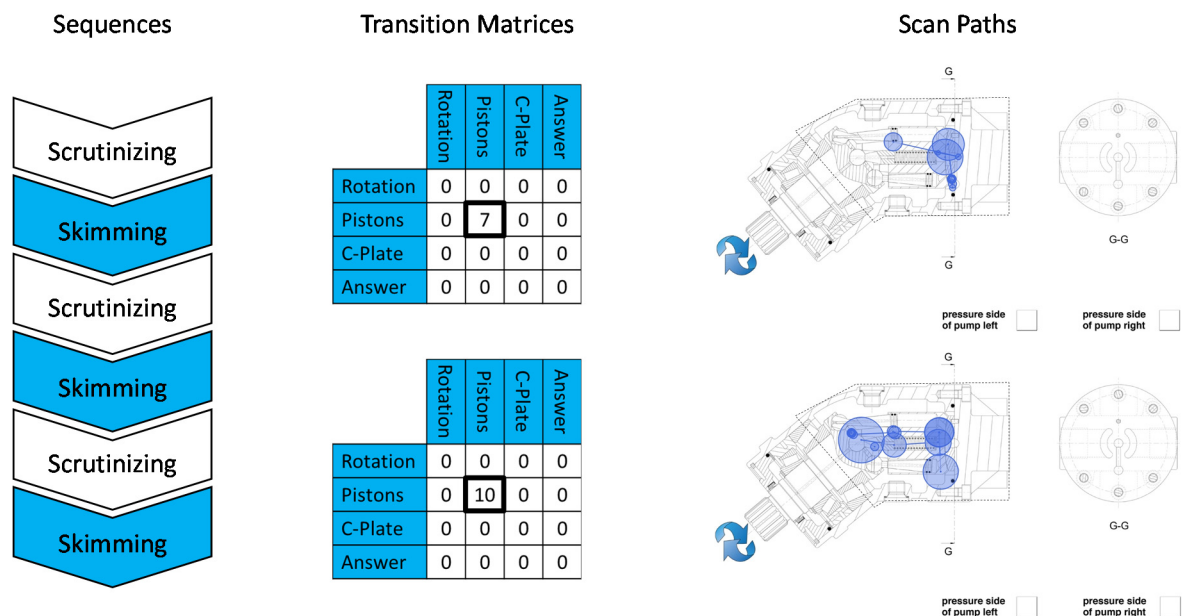 Sequences
Transition Matrices
Scan Paths
Scrutinizing
Skimming
Scrutinizing
Skimming
Scrutinizing
Skimming
Rotation Pistons C-Plate Answer
Rotation 0 0 0 0
Pistons 0 7 0 0
C-Plate 0 0 0 0
Answer 0 0 0 0
Rotation Pistons C-Plate Answer
Rotation 0 0 0 0
Pistons 0 10 0 0
C-Plate 0 0 0 0
Answer 0 0 0 0
G
G
G-G
pressure side
of pump left
pressure side
of pump right
G
G
G-G
pressure side
of pump left
pressure side
of pump right